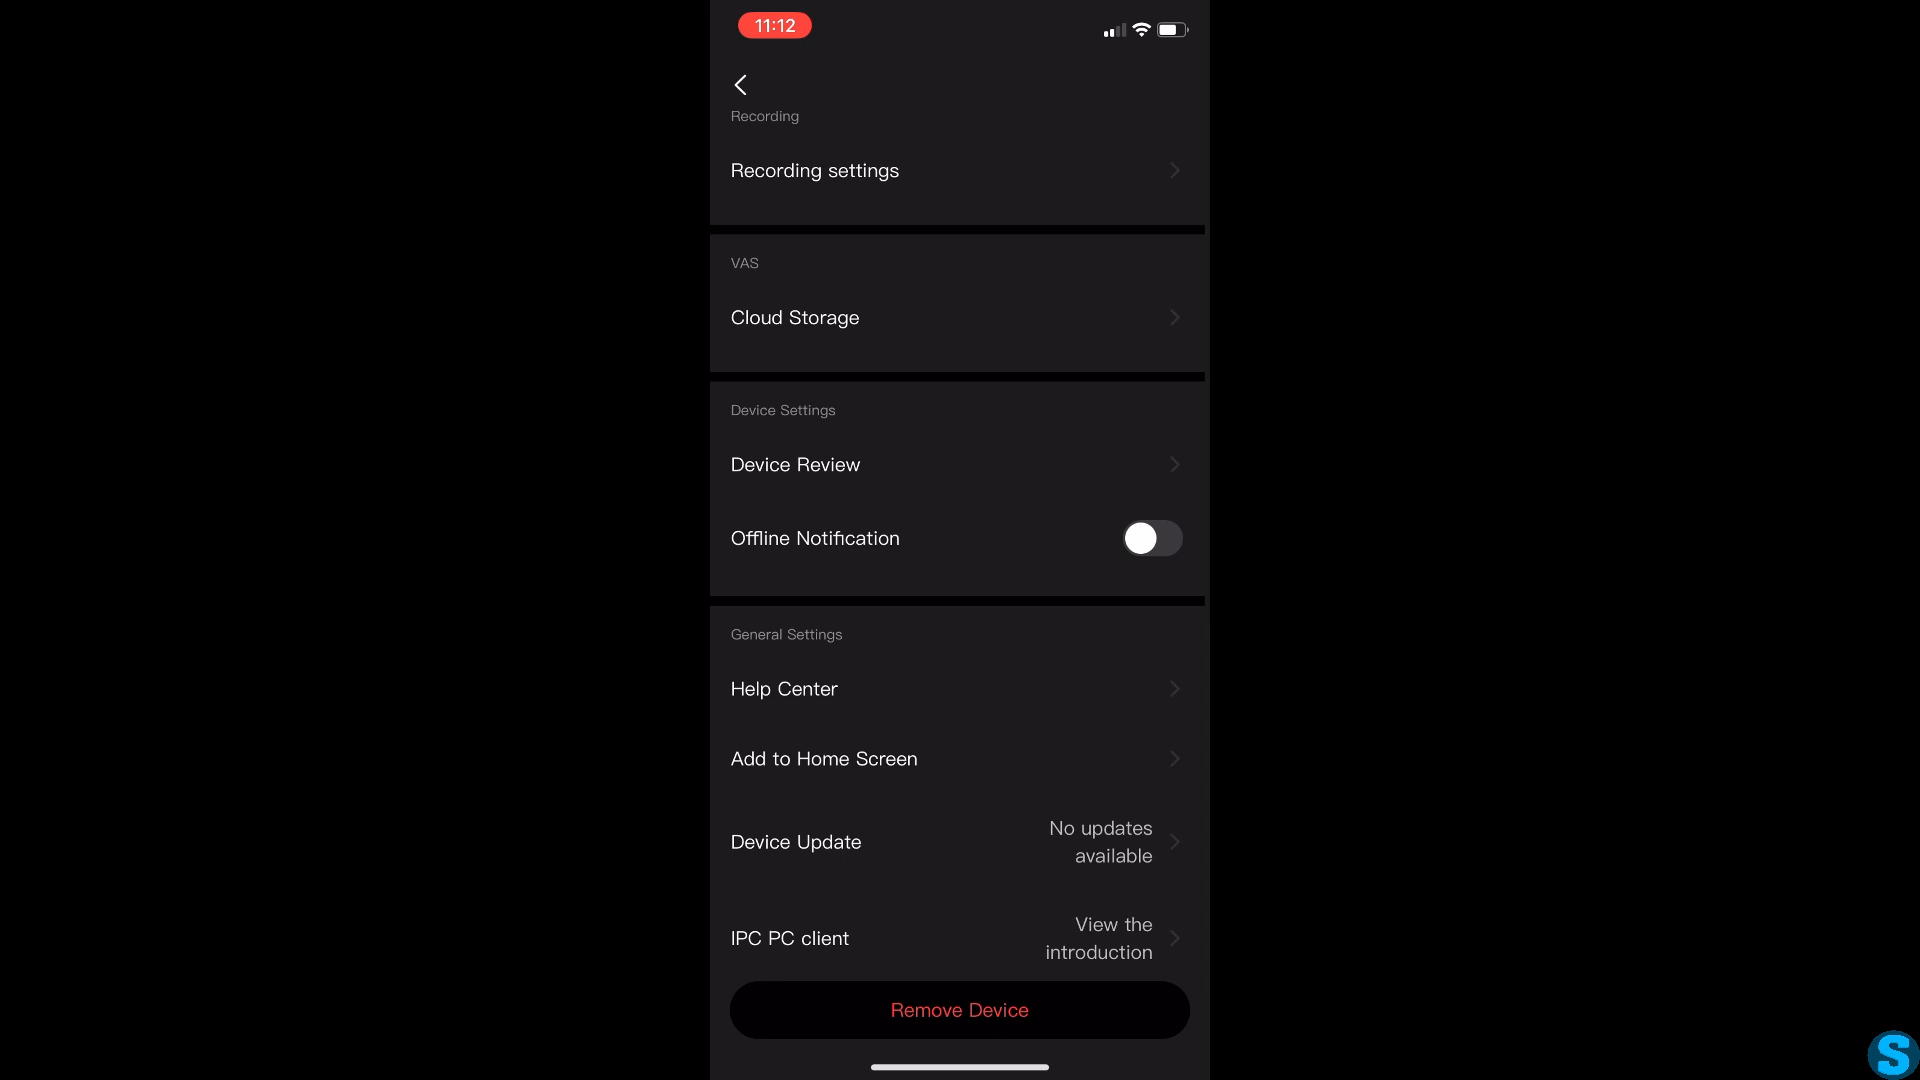 11:12
Recording
Recording settings
VAS
Cloud Storage
Device Settings
Device Review
Offline Notification
General Settings
Help Center
Add to Home Screen
Device Update
No updates
available
IPC PC client
View the
introduction
Remove Device
S